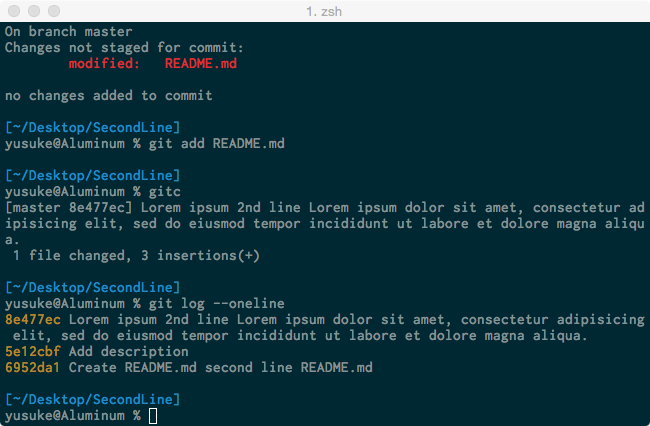 1. zsh
On branch master
Changes not staged for commit:
        modified:   README.md
no changes added to commit
[~/Desktop/SecondLine]
yusuke@Aluminum % git add README.md
[~/Desktop/SecondLine]
yusuke@Aluminum % gitc
[master 8e477ec] Lorem ipsum 2nd line Lorem ipsum dolor sit amet, consectetur ad
ipisicing elit, sed do eiusmod tempor incididunt ut labore et dolore magna aliqu
a.
 1 file changed, 3 insertions(+)
[~/Desktop/SecondLine]
yusuke@Aluminum % git log --oneline
8e477ec Lorem ipsum 2nd line Lorem ipsum dolor sit amet, consectetur adipisicing
 elit, sed do eiusmod tempor incididunt ut labore et dolore magna aliqua.
5e12cbf Add description
6952da1 Create README.md second line README.md
[~/Desktop/SecondLine]
yusuke@Aluminum %